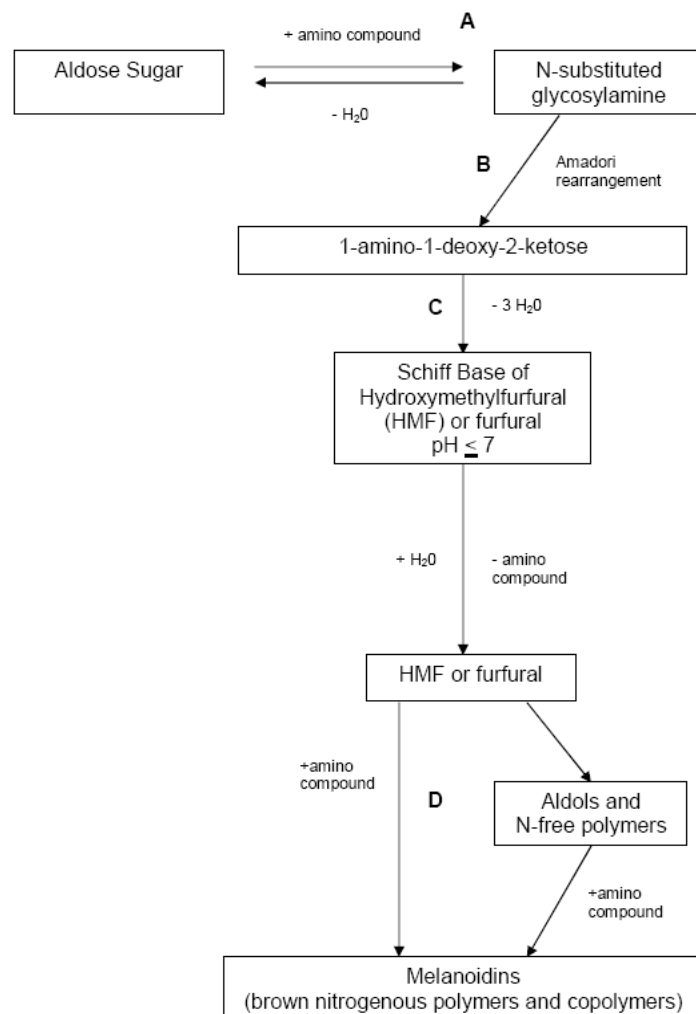 A
+ amino compound
Aldose Sugar
N-substituted
glycosylamine
- H₂0
B
Amadori
rearrangement
1-amino-1-deoxy-2-ketose
C
- 3 H₂0
Schiff Base of
Hydroxymethylfurfural
(HMF) or furfural
pH ≤ 7
+ H₂0
- amino
compound
HMF or furfural
+amino
compound
D
Aldols and
N-free polymers
+amino
compound
Melanoidins
(brown nitrogenous polymers and copolymers)